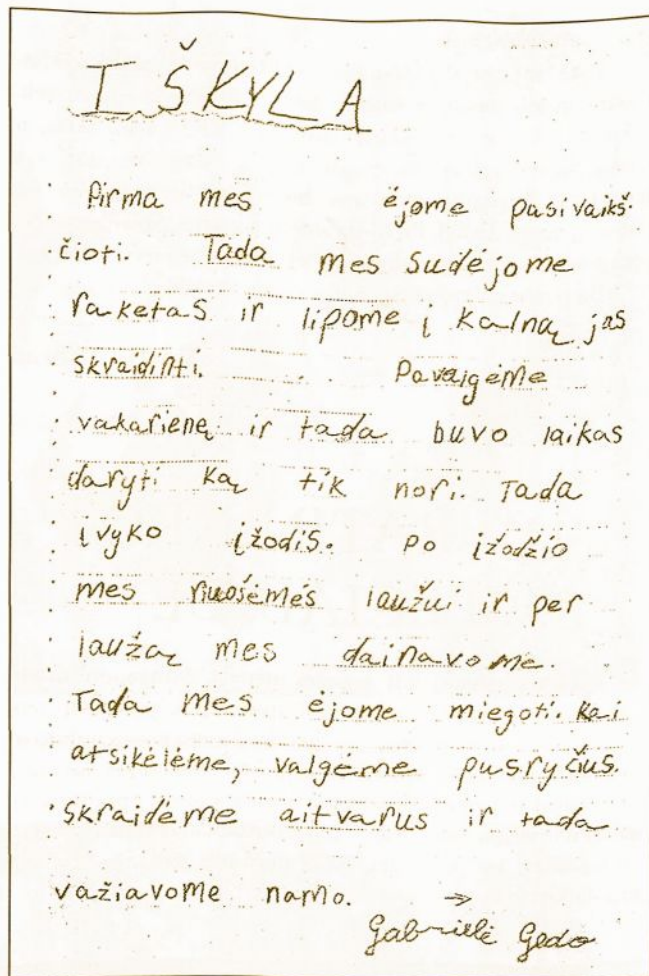 IŠKYLA
Pirma mes ėjome pasivaikš-
čioti. Tada mes sudėjome
raketas ir lipome į kalną jas
skraidinti. Pavalgėme
vakarienę ir tada buvo laikas
daryti ką tik nori. Tada
įvyko įžodis. Po įžodžio
mes ruošėmės laužui ir per
laužą mes dainavome.
Tada mes ėjome miegoti. Kai
atsikėlėme, valgėme pusryčius.
Skraidėme aitvarus ir tada
važiavome namo. →
Gabrielė Gedo